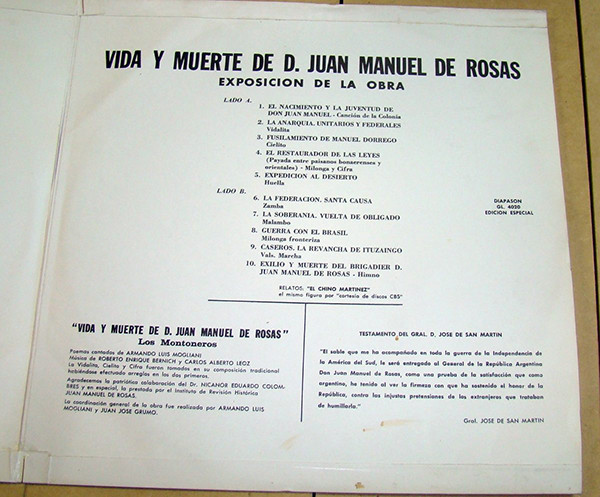 VIDA Y MUERTE DE D. JUAN MANUEL DE ROSAS
EXPOSICION DE LA OBRA
LADO A.
1. EL NACIMIENTO Y LA JUVENTUD DE
DON JUAN MANUEL - Canción de la Colonia
2. LA ANARQUIA. UNITARIOS Y FEDERALES
Vidalita
3. FUSILAMIENTO DE MANUEL DORREGO
Cielito
4. EL RESTAURADOR DE LAS LEYES
(Payada entre paisanos bonaerenses y
orientales) - Milonga y Cifra
5. EXPEDICION AL DESIERTO
Huella
LADO B.
6. LA FEDERACION. SANTA CAUSA
Zamba
7. LA SOBERANIA. VUELTA DE OBLIGADO
Malambo
8. GUERRA CON EL BRASIL
Milonga fronteriza
9. CASEROS. LA REVANCHA DE ITUZAINGO
Vals. Marcha
10. EXILIO Y MUERTE DEL BRIGADIER D.
JUAN MANUEL DE ROSAS - Himno
DIAPASON
GL. 4020
EDICION ESPECIAL
RELATOS: "EL CHINO MARTINEZ"
el mismo figura por "cortesía de discos CBS"
"VIDA Y MUERTE DE D. JUAN MANUEL DE ROSAS"
Los Montoneros
Poemas cantados de ARMANDO LUIS MOGLIANI
Música de ROBERTO ENRIQUE BERNICH y CARLOS ALBERTO LEOZ
La Vidalita, Cielito y Cifra fueron tomados en su composición tradicional
habiéndose efectuado arreglos en los dos primeros.
Agradecemos la patriótica colaboración del Dr. NICANOR EDUARDO COLOM-
BRES y en especial, la prestada por el Instituto de Revisión Histórica
JUAN MANUEL DE ROSAS.
La coordinación general de la obra fue realizada por ARMANDO LUIS
MOGLIANI y JUAN JOSE GRUMO.
TESTAMENTO DEL GRAL. D, JOSE DE SAN MARTIN
"El sable que me ha acompañado en toda la guerra de la Independencia de
la América del Sud, le será entregado al General de la República Argentina
Don Juan Manuel de Rosas, como una prueba de la satisfacción que como
argentino, he tenido al ver la firmeza con que ha sostenido el honor de la
República, contra las injustas pretensiones de los extranjeros que trataban
de humillarla."
Gral. JOSE DE SAN MARTIN